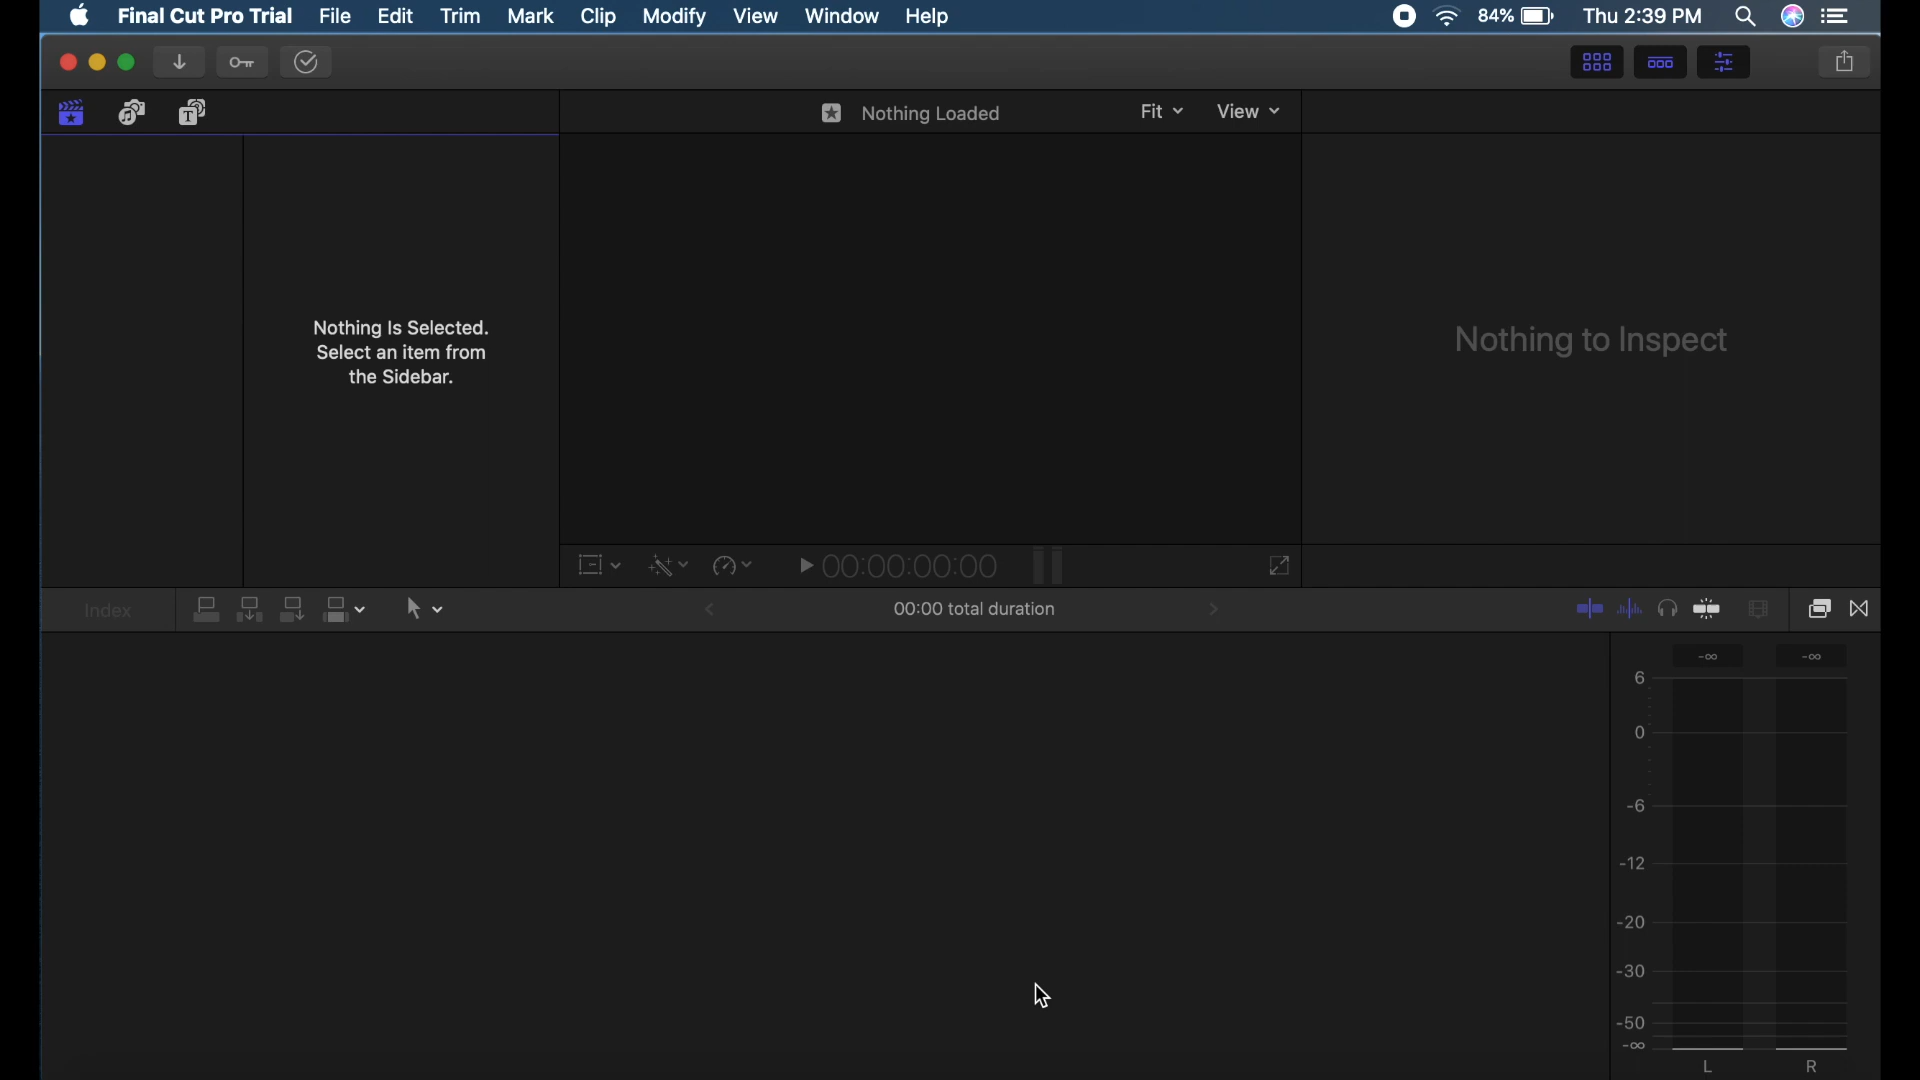 Final Cut Pro Trial File Edit Trim Mark Clip Modify View Window Help 84% Thu 2:39 PM
Nothing Loaded Fit View
Nothing Is Selected.
Select an item from
the Sidebar.
Nothing to Inspect
00:00:00:00
Index 00:00 total duration
-∞ -∞
6
0
-6
-12
-20
-30
-50
-∞
L R